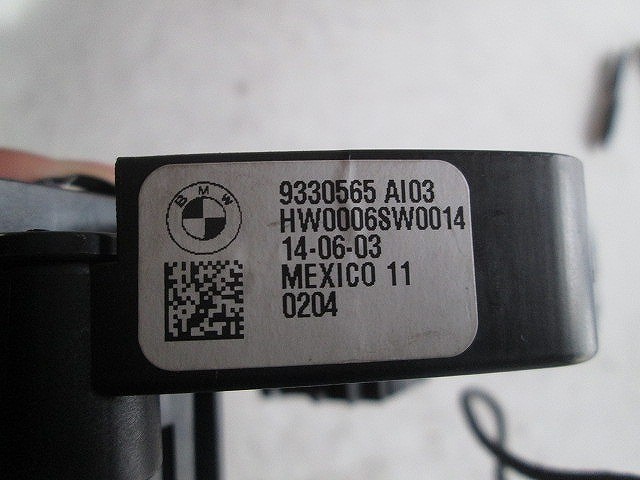 BMW
9330565 AI03
HW0006SW0014
14-06-03
MEXICO 11
0204